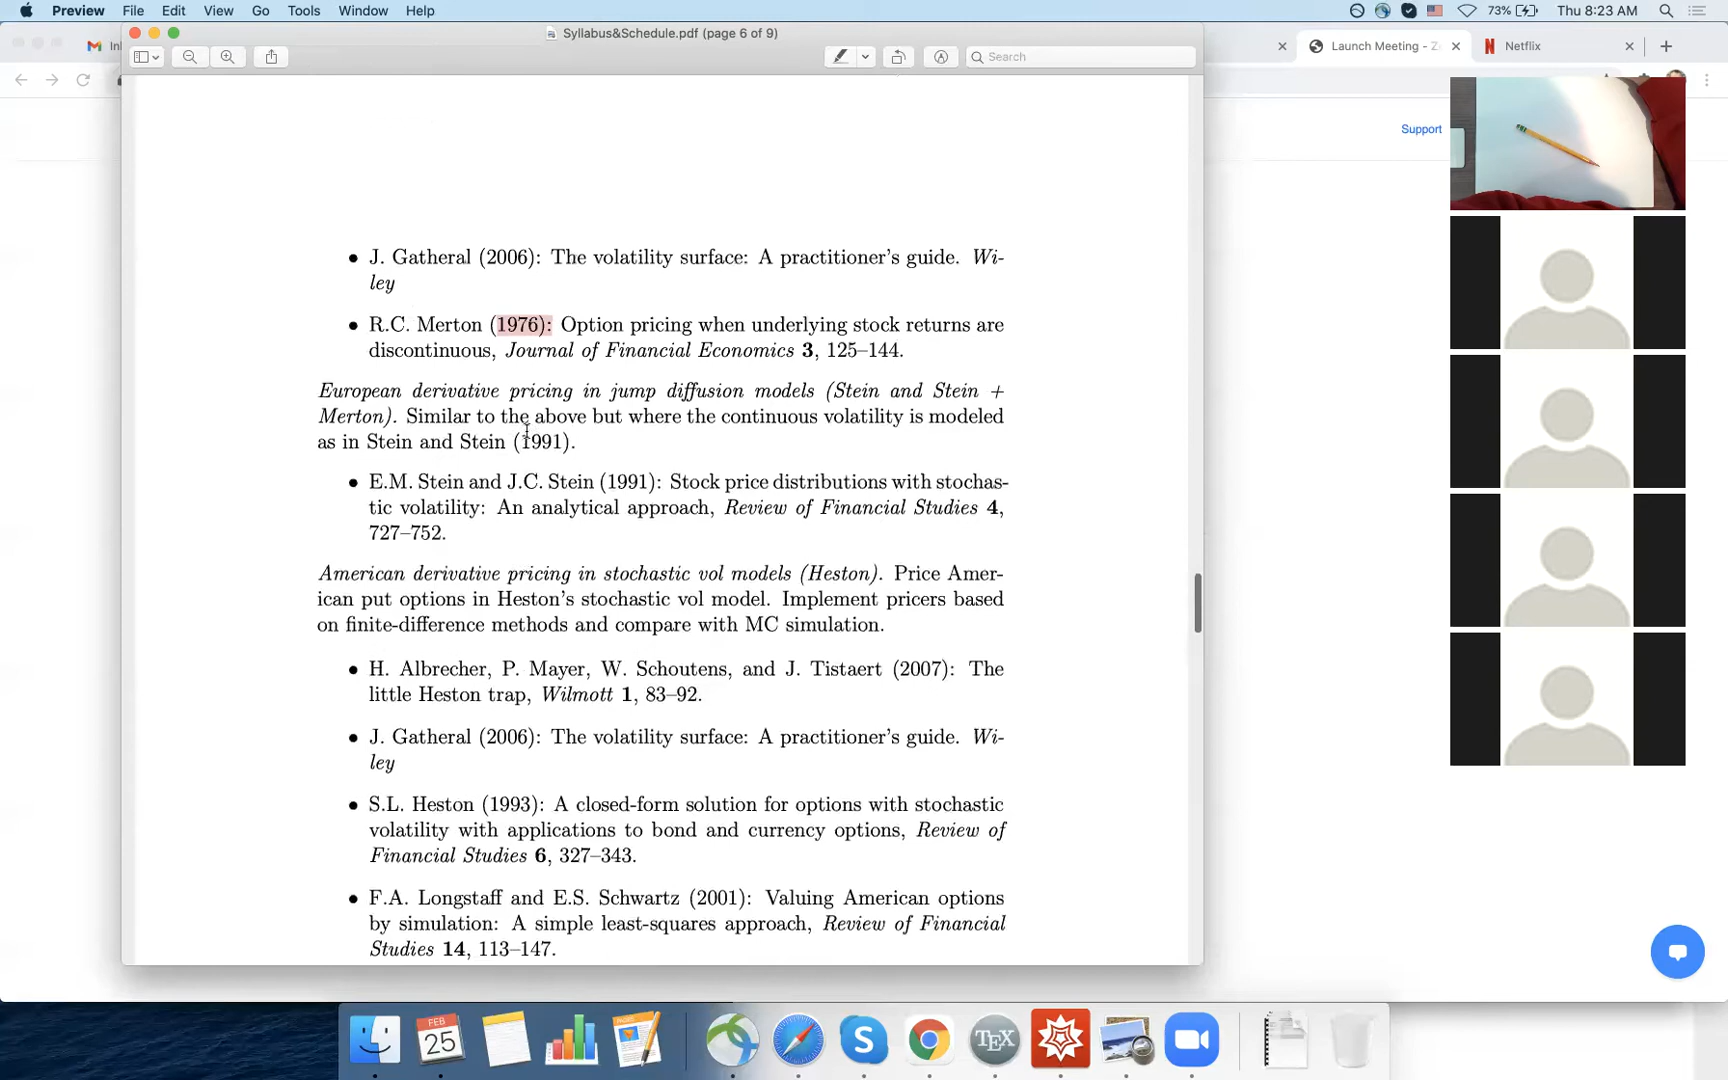 Preview File Edit View Go Tools Window Help
73% Thu 8:23 AM
Syllabus&Schedule.pdf (page 6 of 9)
Launch Meeting - Z
Netflix
Search
Support
• J. Gatheral (2006): The volatility surface: A practitioner's guide. Wi-
ley
• R.C. Merton (1976): Option pricing when underlying stock returns are
discontinuous, Journal of Financial Economics 3, 125–144.
European derivative pricing in jump diffusion models (Stein and Stein +
Merton). Similar to the above but where the continuous volatility is modeled
as in Stein and Stein (1991).
• E.M. Stein and J.C. Stein (1991): Stock price distributions with stochas-
tic volatility: An analytical approach, Review of Financial Studies 4,
727–752.
American derivative pricing in stochastic vol models (Heston). Price Amer-
ican put options in Heston's stochastic vol model. Implement pricers based
on finite-difference methods and compare with MC simulation.
• H. Albrecher, P. Mayer, W. Schoutens, and J. Tistaert (2007): The
little Heston trap, Wilmott 1, 83–92.
• J. Gatheral (2006): The volatility surface: A practitioner's guide. Wi-
ley
• S.L. Heston (1993): A closed-form solution for options with stochastic
volatility with applications to bond and currency options, Review of
Financial Studies 6, 327–343.
• F.A. Longstaff and E.S. Schwartz (2001): Valuing American options
by simulation: A simple least-squares approach, Review of Financial
Studies 14, 113–147.
FEB
25
TEX